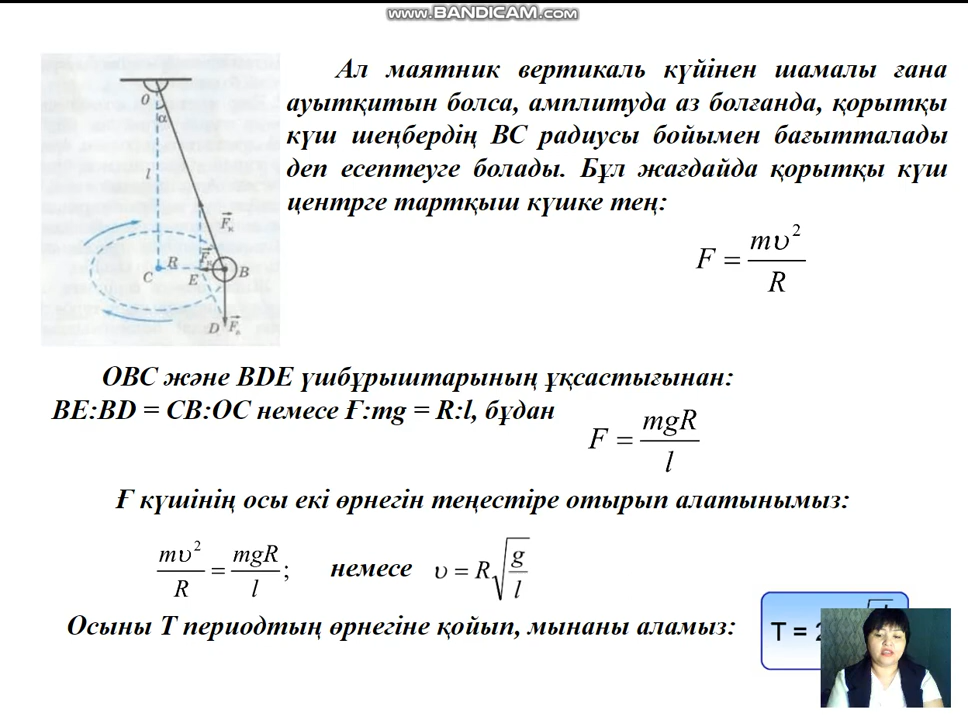 www.BANDICAM.com
Ал маятник вертикаль күйінен шамалы ғана
ауытқитын болса, амплитуда аз болғанда, қорытқы
күш шеңбердің ВС радиусы бойымен бағытталады
деп есептеуге болады. Бұл жағдайда қорытқы күш
центрге тартқыш күшке тең:
F = mυ² / R
O
α
l
F⃗к
R
C
E
B
D
ОВС және BDE үшбұрыштарының ұқсастығынан:
BE:BD = CB:OC немесе Ғ:mg = R:l, бұдан
F = mgR / l
Ғ күшінің осы екі өрнегін теңестіре отырып алатынымыз:
mυ² / R = mgR / l ; немесе υ = R√(g/l)
Осыны Т периодтың өрнегіне қойып, мынаны аламыз:
T = 2